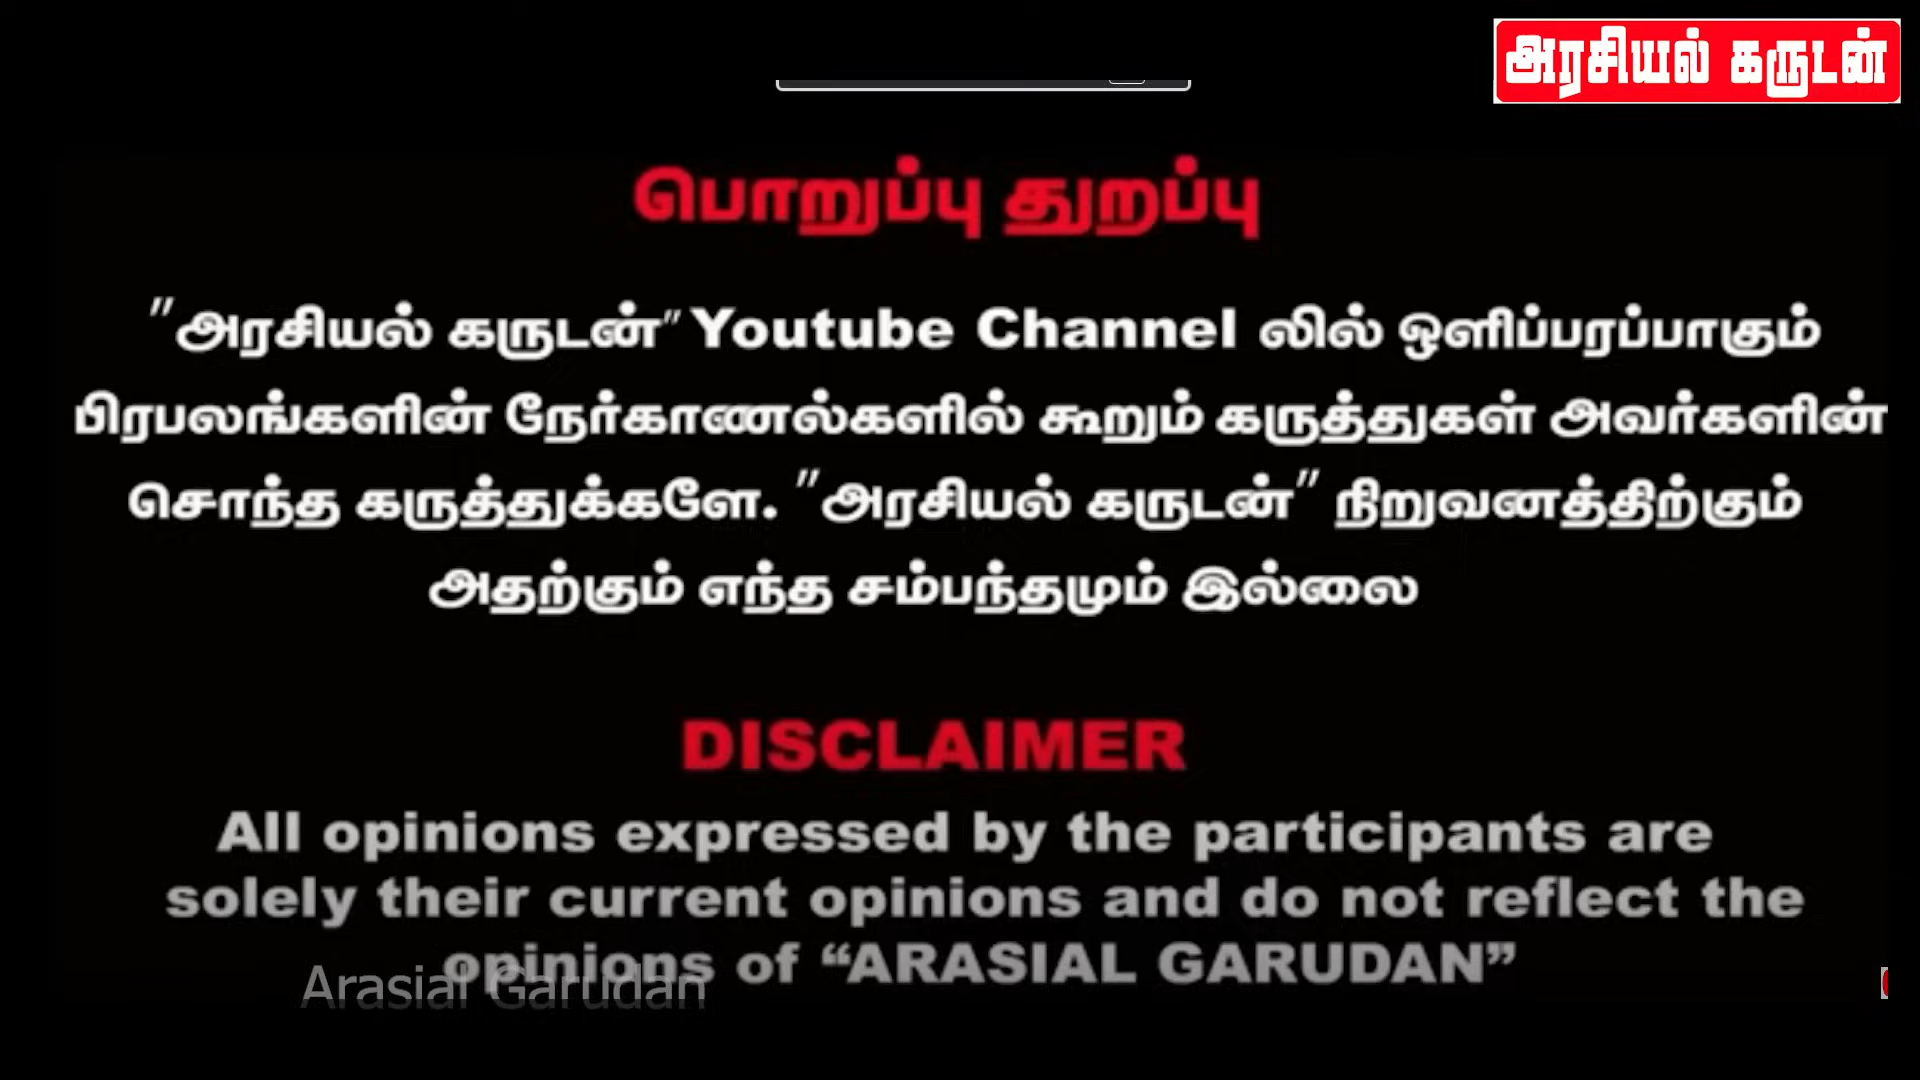 அரசியல் கருடன்
பொறுப்பு துறப்பு
"அரசியல் கருடன்" Youtube Channel லில் ஒளிப்பரப்பாகும்
பிரபலங்களின் நேர்காணல்களில் கூறும் கருத்துகள் அவர்களின்
சொந்த கருத்துக்களே. "அரசியல் கருடன்" நிறுவனத்திற்கும்
அதற்கும் எந்த சம்பந்தமும் இல்லை
DISCLAIMER
All opinions expressed by the participants are
solely their current opinions and do not reflect the
opinions of “ARASIAL GARUDAN”
Arasial Garudan